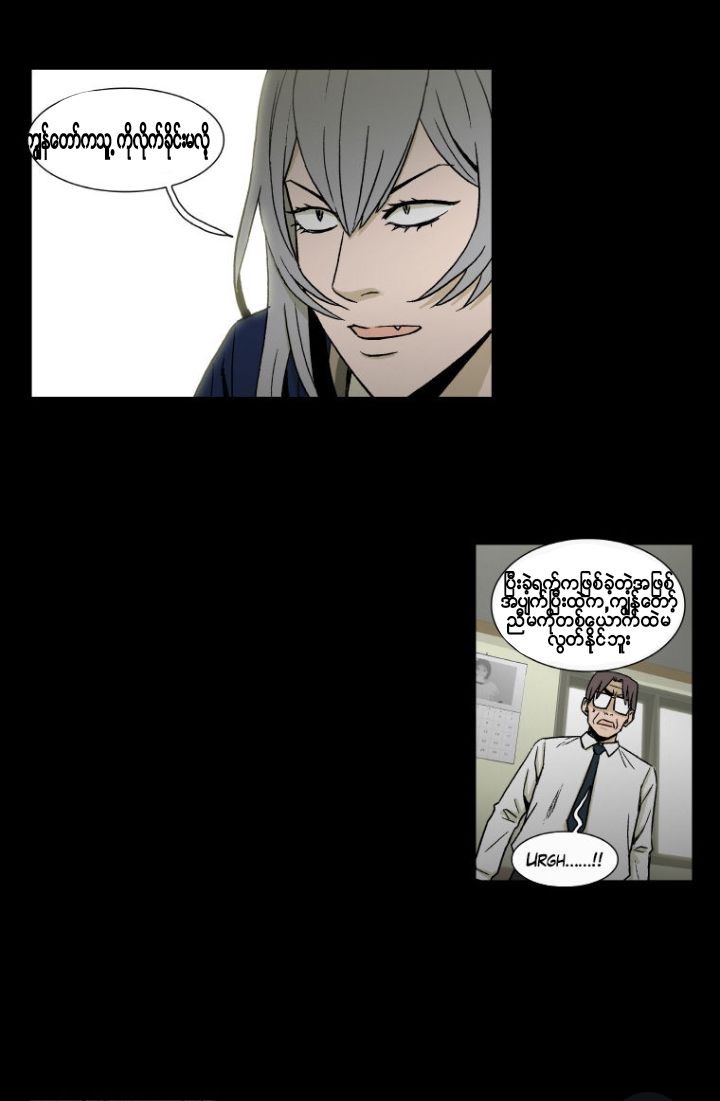 ကျွန်တော်ကသူ့ ကိုလိုက်ခိုင်းမလို့
ပြီးခဲ့ရက်ကဖြစ်ခဲ့တဲ့အဖြစ်
အပျက်ပြီးထဲက,ကျွန်တော့်
ညီမကိုတစ်ယောက်ထဲမ
လွှတ်နိုင်ဘူး
URGH......!!